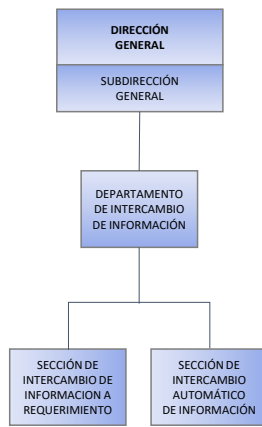 DIRECCIÓN
GENERAL
SUBDIRECCIÓN
GENERAL
DEPARTAMENTO
DE INTERCAMBIO
DE INFORMACIÓN
SECCIÓN DE
INTERCAMBIO DE
INFORMACION A
REQUERIMIENTO
SECCIÓN DE
INTERCAMBIO
AUTOMÁTICO
DE INFORMACIÓN